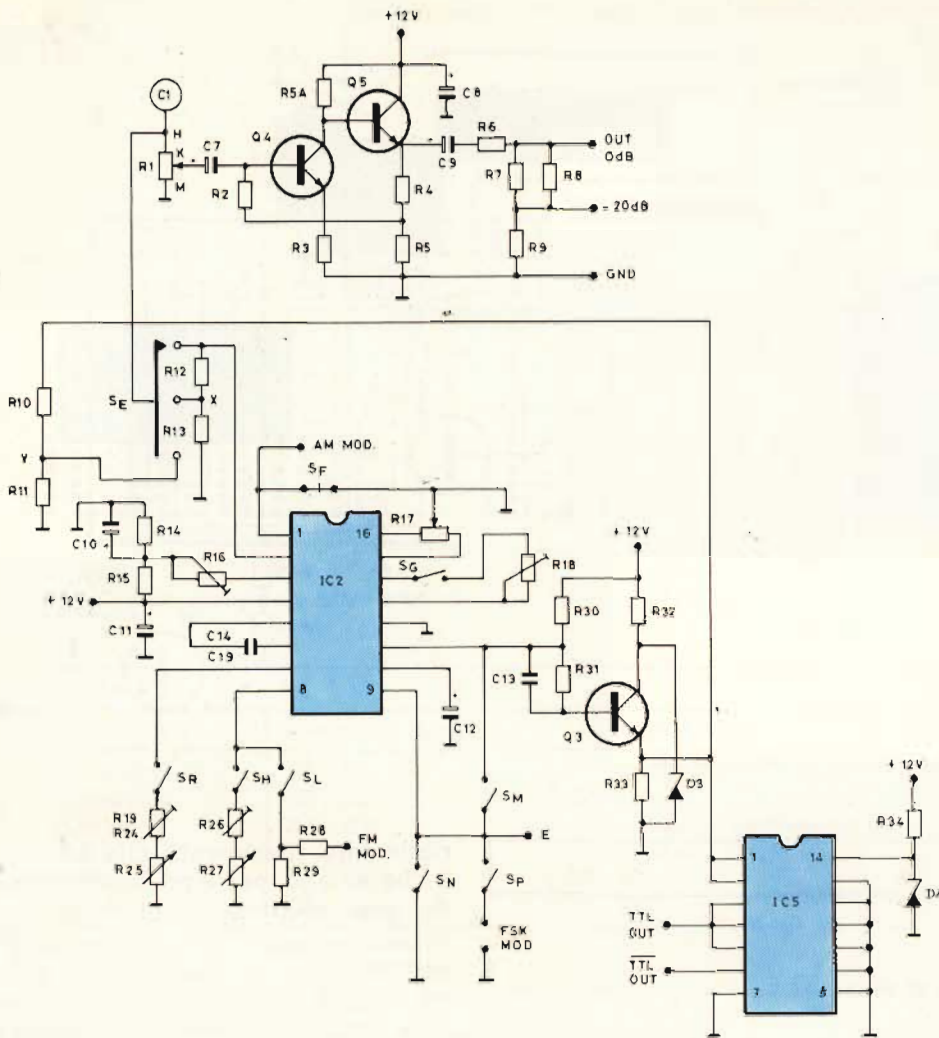 +12V
C1
H
R1
K
M
C7
R2
Q4
R5A
Q5
C8
R3
R4
R5
C9
R6
R7
R8
R9
OUT
0dB
= 20dB
GND
R10
Y
R11
SE
R12
X
R13
AM MOD.
SF
R17
C10
R14
R15
R16
+ 12V
C11
C14
C19
1
16
IC2
8
9
SG
R18
C12
+ 12V
R30
R32
C13
R31
Q3
R33
D3
SR
SH
SL
R19
R24
R25
R26
R27
R28
R29
FM
MOD.
SM
E
SN
SP
FSK
MOD
+ 12V
R34
1
14
IC5
7
TTL
OUT
TTL
OUT